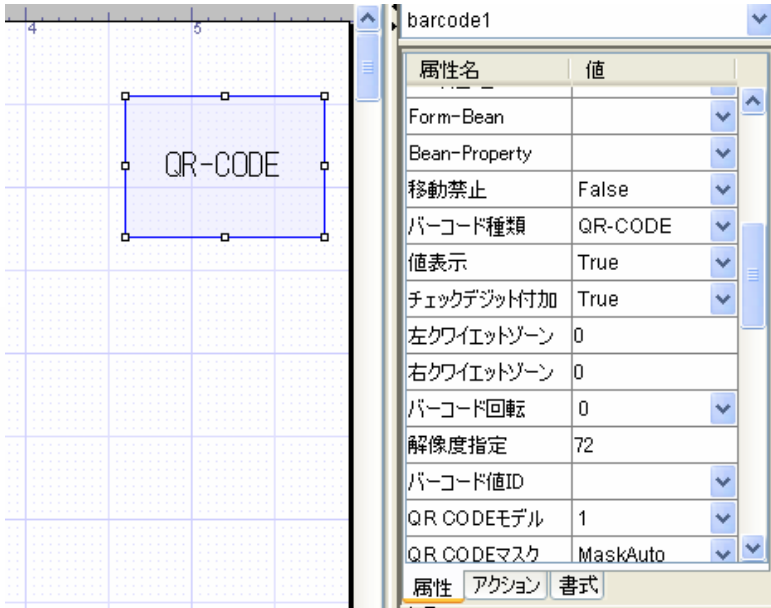 4 5
QR-CODE
barcode1
属性名 値
Form-Bean
Bean-Property
移動禁止 False
バーコード種類 QR-CODE
値表示 True
チェックデジット付加 True
左クワイエットゾーン 0
右クワイエットゾーン 0
バーコード回転 0
解像度指定 72
バーコード値ID
QR CODEモデル 1
QR CODEマスク MaskAuto
属性 アクション 書式